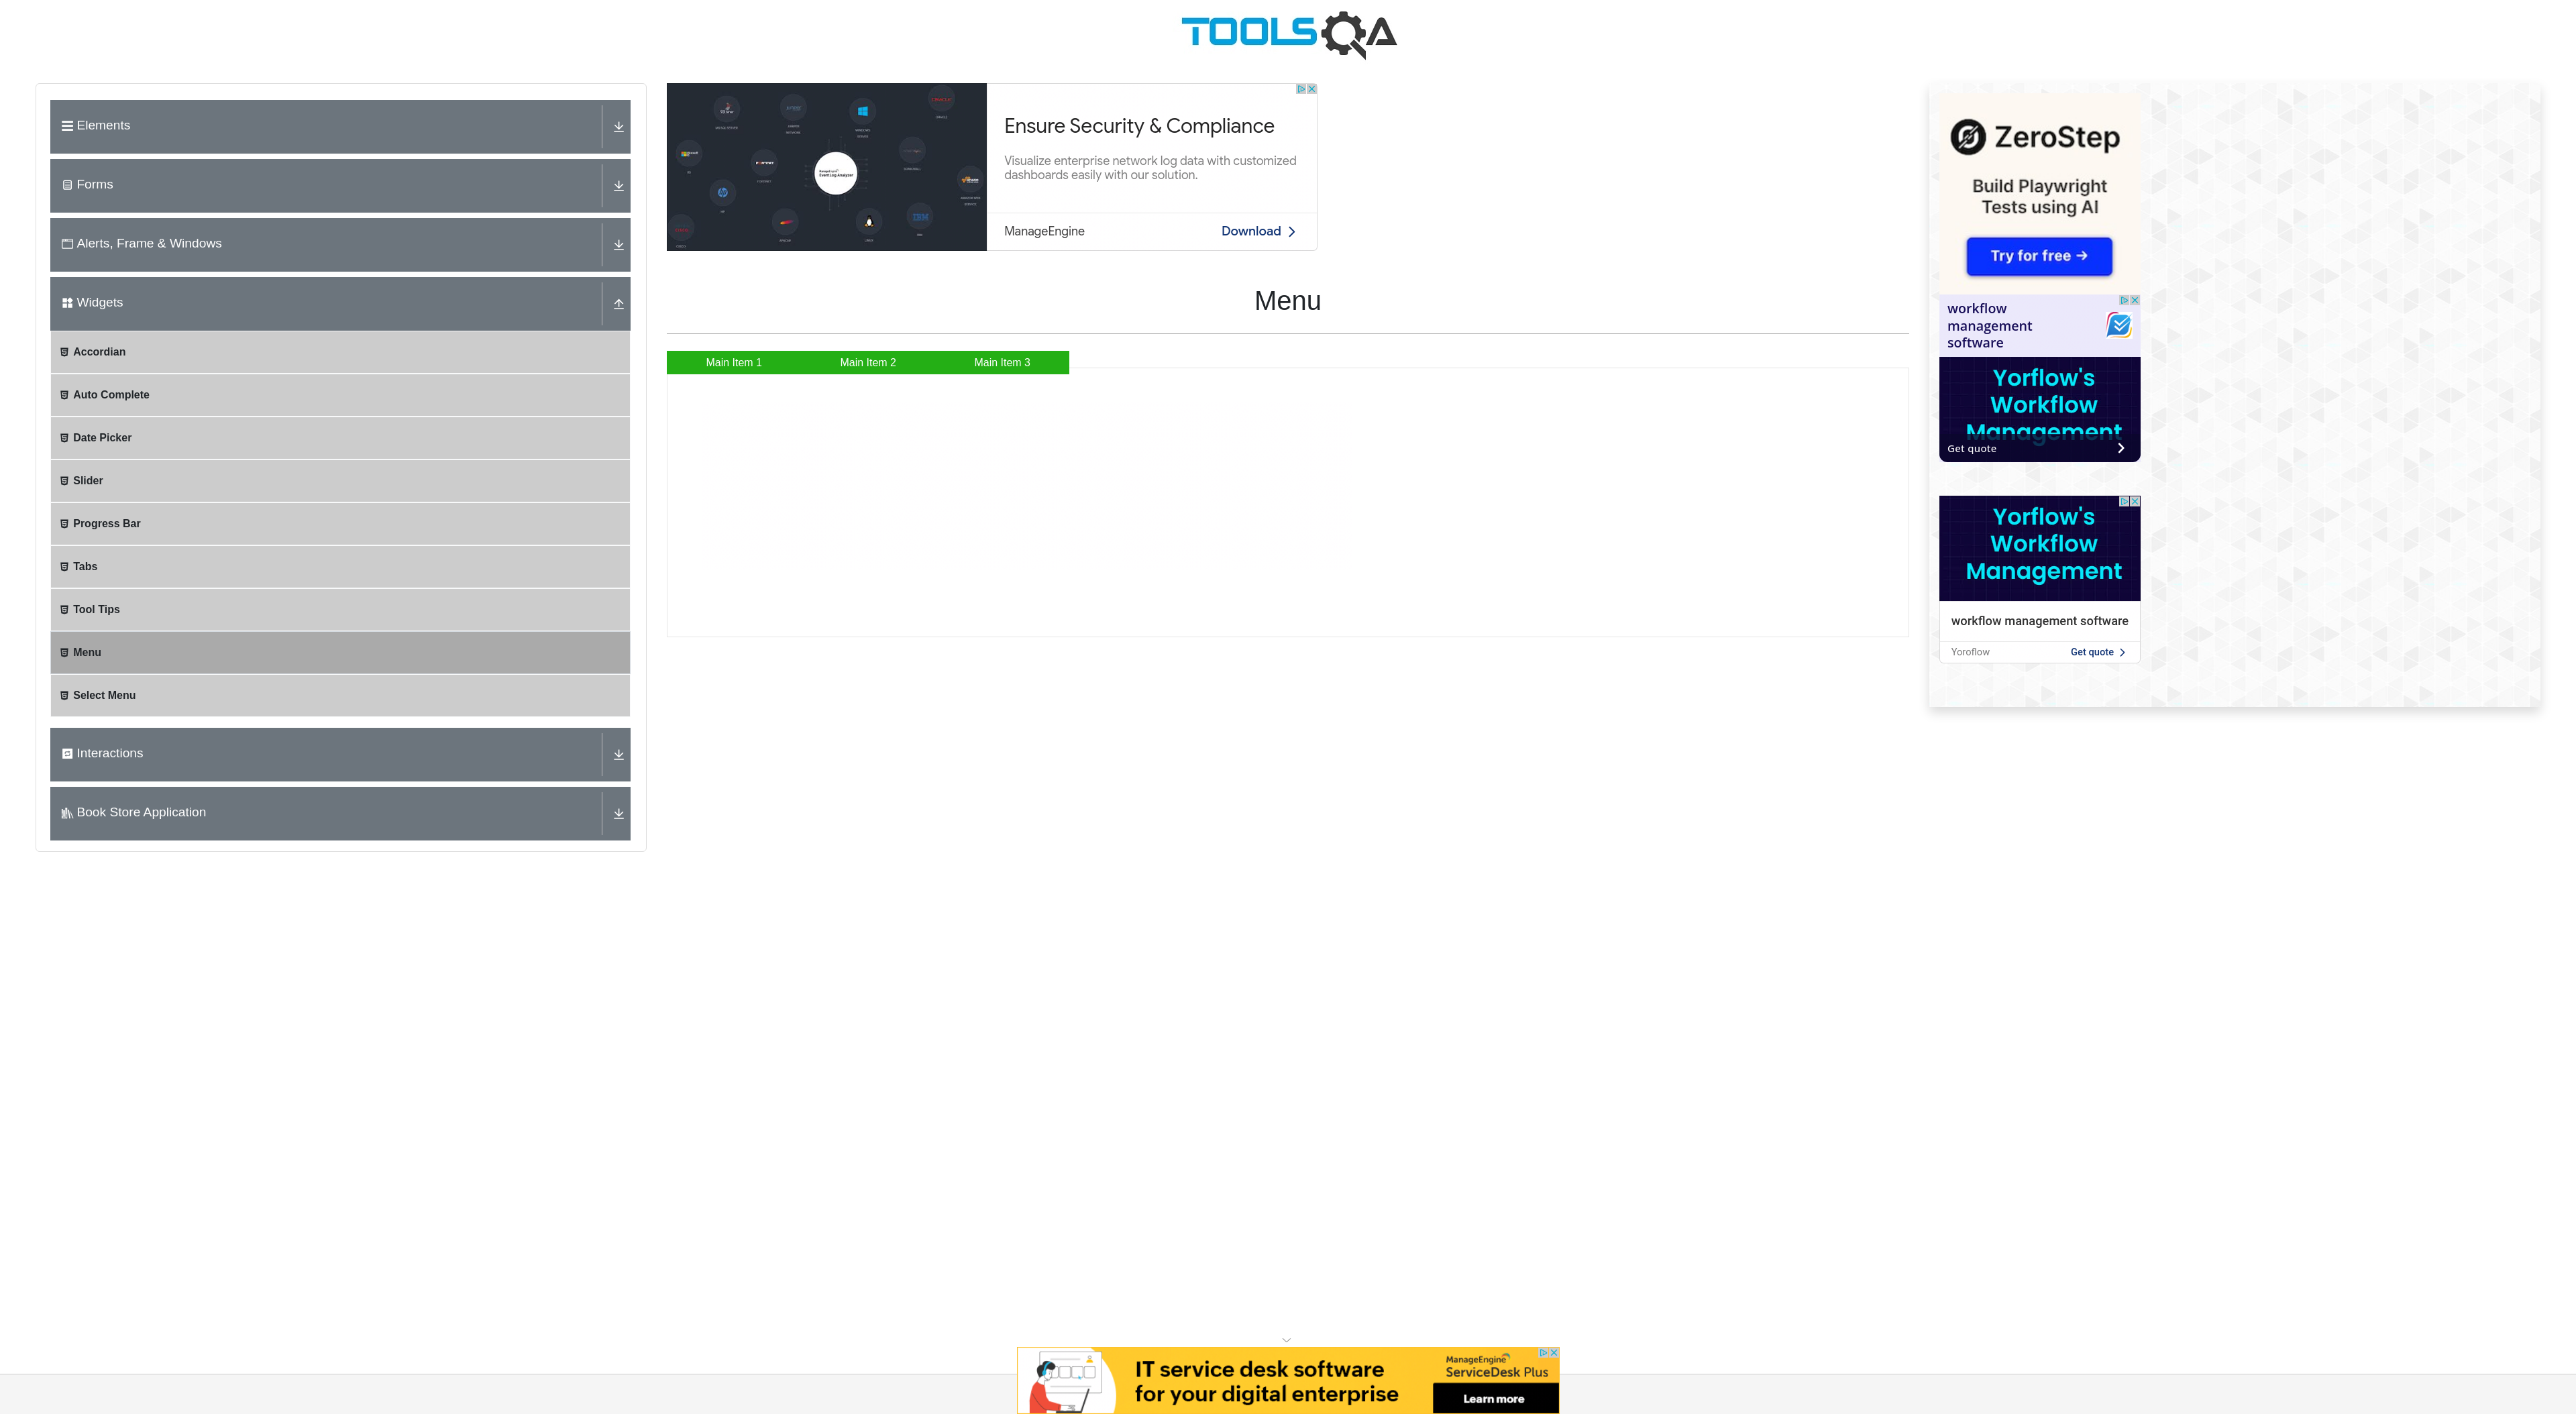 TOOLSQA
Elements
Forms
Alerts, Frame & Windows
Widgets
Accordian
Auto Complete
Date Picker
Slider
Progress Bar
Tabs
Tool Tips
Menu
Select Menu
Interactions
Book Store Application
Ensure Security & Compliance
Visualize enterprise network log data with customized
dashboards easily with our solution.
ManageEngine
Download
Menu
Main Item 1
Main Item 2
Main Item 3
ZeroStep
Build Playwright
Tests using AI
Try for free →
workflow
management
software
Yorflow's
Workflow
Management
Get quote
Yorflow's
Workflow
Management
workflow management software
Yoroflow
Get quote
IT service desk software
for your digital enterprise
ManageEngine
ServiceDesk Plus
Learn more